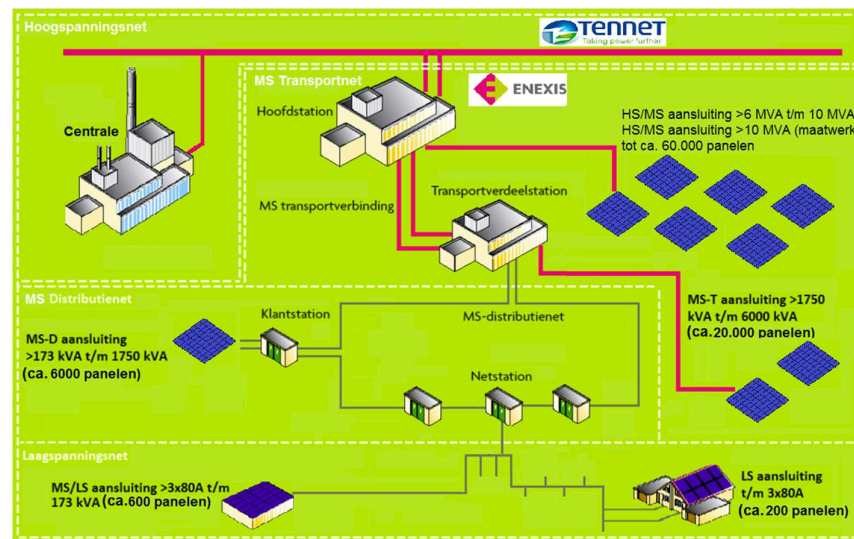 Hoogspanningsnet
TENNET
Taking power further
MS Transportnet
ENEXIS
Hoofdstation
HS/MS aansluiting >6 MVA t/m 10 MVA
HS/MS aansluiting >10 MVA (maatwerk
tot ca. 60.000 panelen
Centrale
Transportverdeelstation
MS transportverbinding
MS Distributienet
Klantstation
MS-distributienet
MS-T aansluiting >1750
kVA t/m 6000 kVA
(ca.20.000 panelen)
MS-D aansluiting
>173 kVA t/m 1750 kVA
(ca. 6000 panelen)
Netstation
Laagspanningsnet
MS/LS aansluiting >3x80A t/m
173 kVA (ca.600 panelen)
LS aansluiting
t/m 3x80A
(ca. 200 panelen)